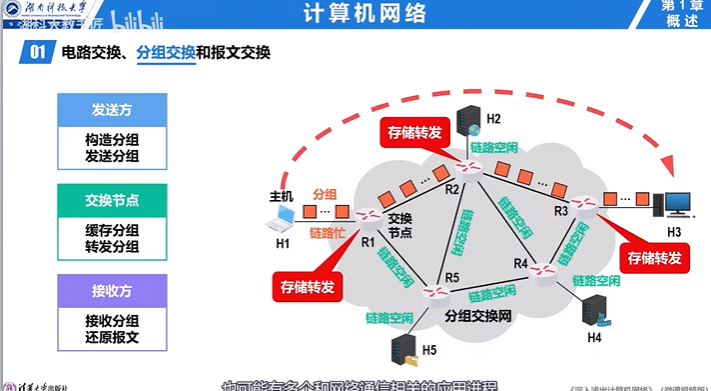 湖南科技大学
Hunan University of Science and Technology
计算机网络
第1章
概述
湖科大教书匠 bilibili
01 电路交换、分组交换和报文交换
发送方
构造分组
发送分组
交换节点
缓存分组
转发分组
接收方
接收分组
还原报文
存储转发
H2
链路空闲
主机
分组
R2
链路忙
H1
交换
节点
R1
R3
H3
链路空闲
链路空闲
链路空闲
链路空闲
存储转发
存储转发
R5
R4
链路空闲
链路空闲
链路空闲
分组交换网
H4
H5
清华大学出版社
也可能有多个和网络通信相关的应用进程
《深入浅出计算机网络》(微课视频版)